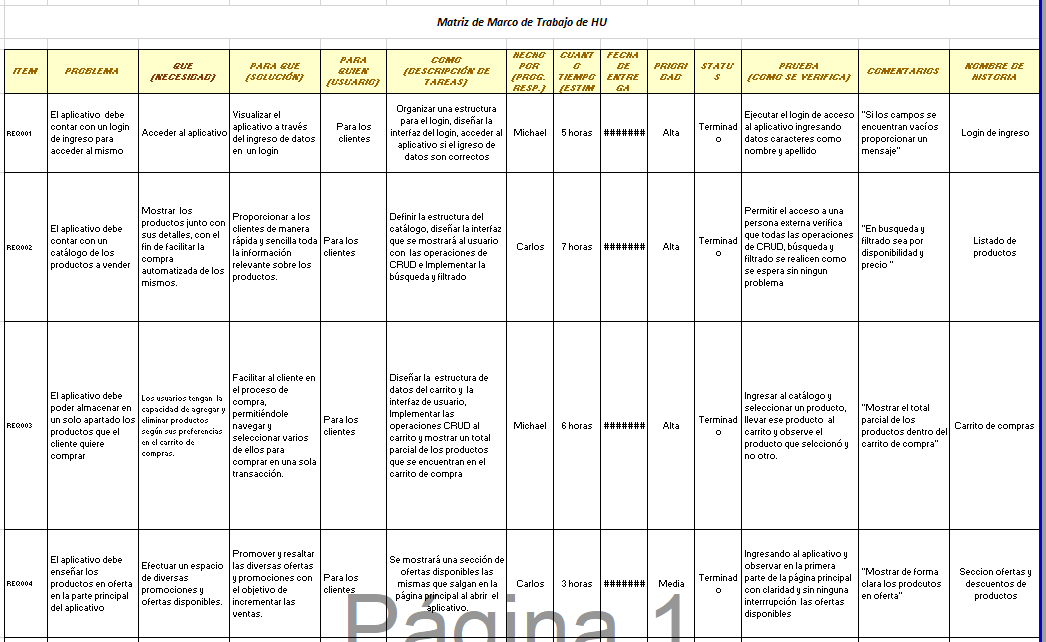 Matriz de Marco de Trabajo de HU
ITEM
PROBLEMA
QUE
(NECESIDAD)
PARA QUE
(SOLUCIÓN)
PARA
QUIEN
(USUARIO)
COMO
(DESCRIPCIÓN DE
TAREAS)
HECHO
POR
(PROG.
RESP.)
CUANT
O
TIEMPO
(ESTIM
FECHA
DE
ENTRE
GA
PRIORI
DAD
STATU
S
PRUEBA
(COMO SE VERIFICA)
COMENTARIOS
NOMBRE DE
HISTORIA
REQ001
El aplicativo debe
contar con un login
de ingreso para
acceder al mismo
Acceder al aplicativo
Visualizar el
aplicativo a través
del ingreso de datos
en un login
Para los
clientes
Organizar una estructura
para el login, diseñar la
interfaz del login, acceder al
aplicativo si el igreso de
datos son correctos
Michael
5 horas
#######
Alta
Terminad
o
Ejecutar el login de acceso
al aplicativo ingresando
datos caracteres como
nombre y apellido
"Si los campos se
encuentran vacíos
proporcionar un
mensaje"
Login de ingreso
REQ002
El aplicativo debe
contar con un
catálogo de los
productos a vender
Mostrar los
productos junto con
sus detalles, con el
fin de facilitar la
compra
automatizada de los
mismos.
Proporcionar a los
clientes de manera
rápida y sencilla toda
la información
relevante sobre los
productos.
Para los
clientes
Definir la estructura del
catálogo, diseñar la interfaz
que se mostrará al usuario
con las operaciones de
CRUD e Implementar la
búsqueda y filtrado
Carlos
7 horas
#######
Alta
Terminad
o
Permitir el acceso a una
persona externa verifica
que todas las operaciones
de CRUD, búsqueda y
filtrado se realicen como
se espera sin ningun
problema
"En busqueda y
filtrado sea por
disponibilidad y
precio "
Listado de
productos
REQ003
El aplicativo debe
poder almacenar en
un solo apartado los
productos que el
cliente quiere
comprar
Los usuarios tengan la
capacidad de agregar y
eliminar productos
según sus preferencias
en el carrito de
compras.
Facilitar al cliente en
el proceso de
compra,
permitiéndole
navegar y
seleccionar varios
de ellos para
comprar en una sola
transacción.
Para los
clientes
Diseñar la estructura de
datos del carrito y la
interfaz de usuario,
Implementar las
operaciones CRUD al
carrito y mostrar un total
parcial de los productos
que se encuentran en el
carrito de compra
Michael
6 horas
#######
Alta
Terminad
o
Ingresar al catálogo y
seleccionar un producto,
llevar ese producto al
carrito y observe el
producto que selccionó y
no otro.
"Mostrar el total
parcial de los
productos dentro del
carrito de compra"
Carrito de compras
REQ004
El aplicativo debe
enseñar los
productos en oferta
en la parte principal
del aplicativo
Efectuar un espacio
de diversas
promociones y
ofertas disponibles.
Promover y resaltar
las diversas ofertas
y promociones con
el objetivo de
incrementar las
ventas.
Para los
clientes
Se mostrará una sección de
ofertas disponibles las
mismas que salgan en la
página principal al abrir el
aplicativo.
Carlos
3 horas
#######
Media
Terminad
o
Ingresando al aplicativo y
observar en la primera
parte de la página principal
con claridad y sin ninguna
interrrupción las ofertas
disponibles
"Mostrar de forma
clara los prodcutos
en oferta"
Seccion ofertas y
descuentos de
productos
Página 1